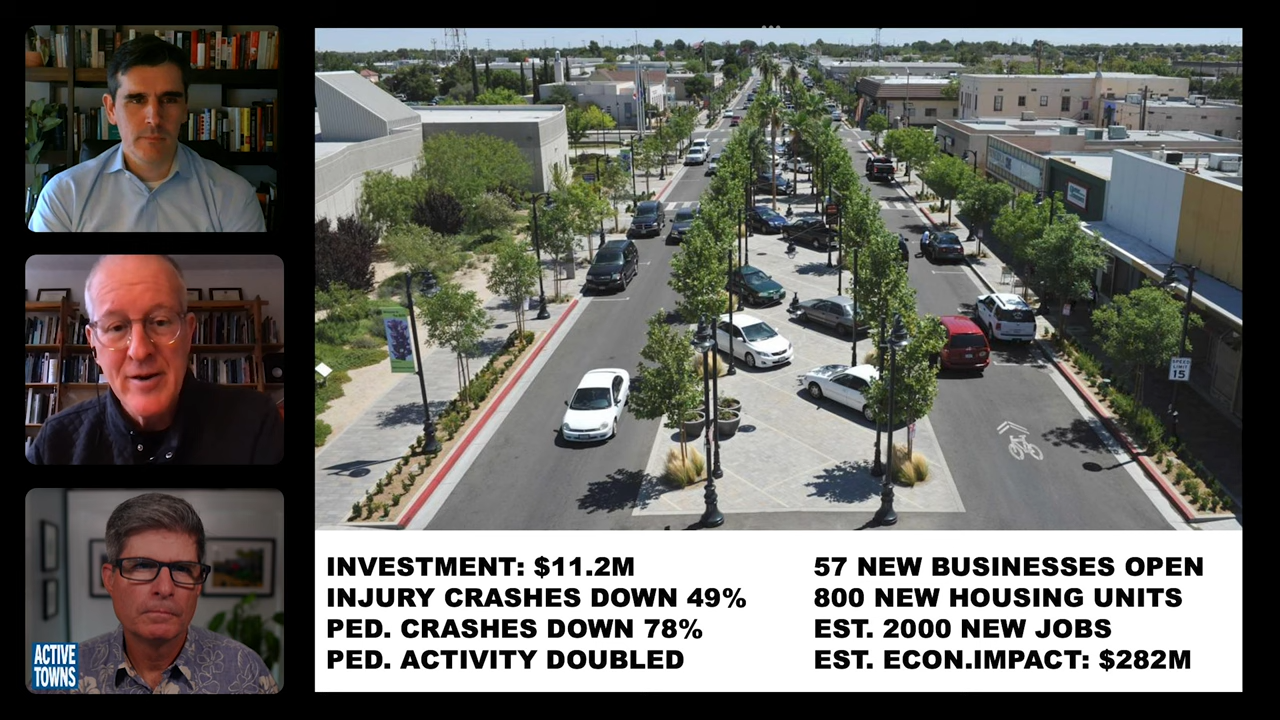 INVESTMENT: $11.2M
INJURY CRASHES DOWN 49%
PED. CRASHES DOWN 78%
PED. ACTIVITY DOUBLED
57 NEW BUSINESSES OPEN
800 NEW HOUSING UNITS
EST. 2000 NEW JOBS
EST. ECON.IMPACT: $282M
ACTIVE
TOWNS
SPEED
LIMIT
15